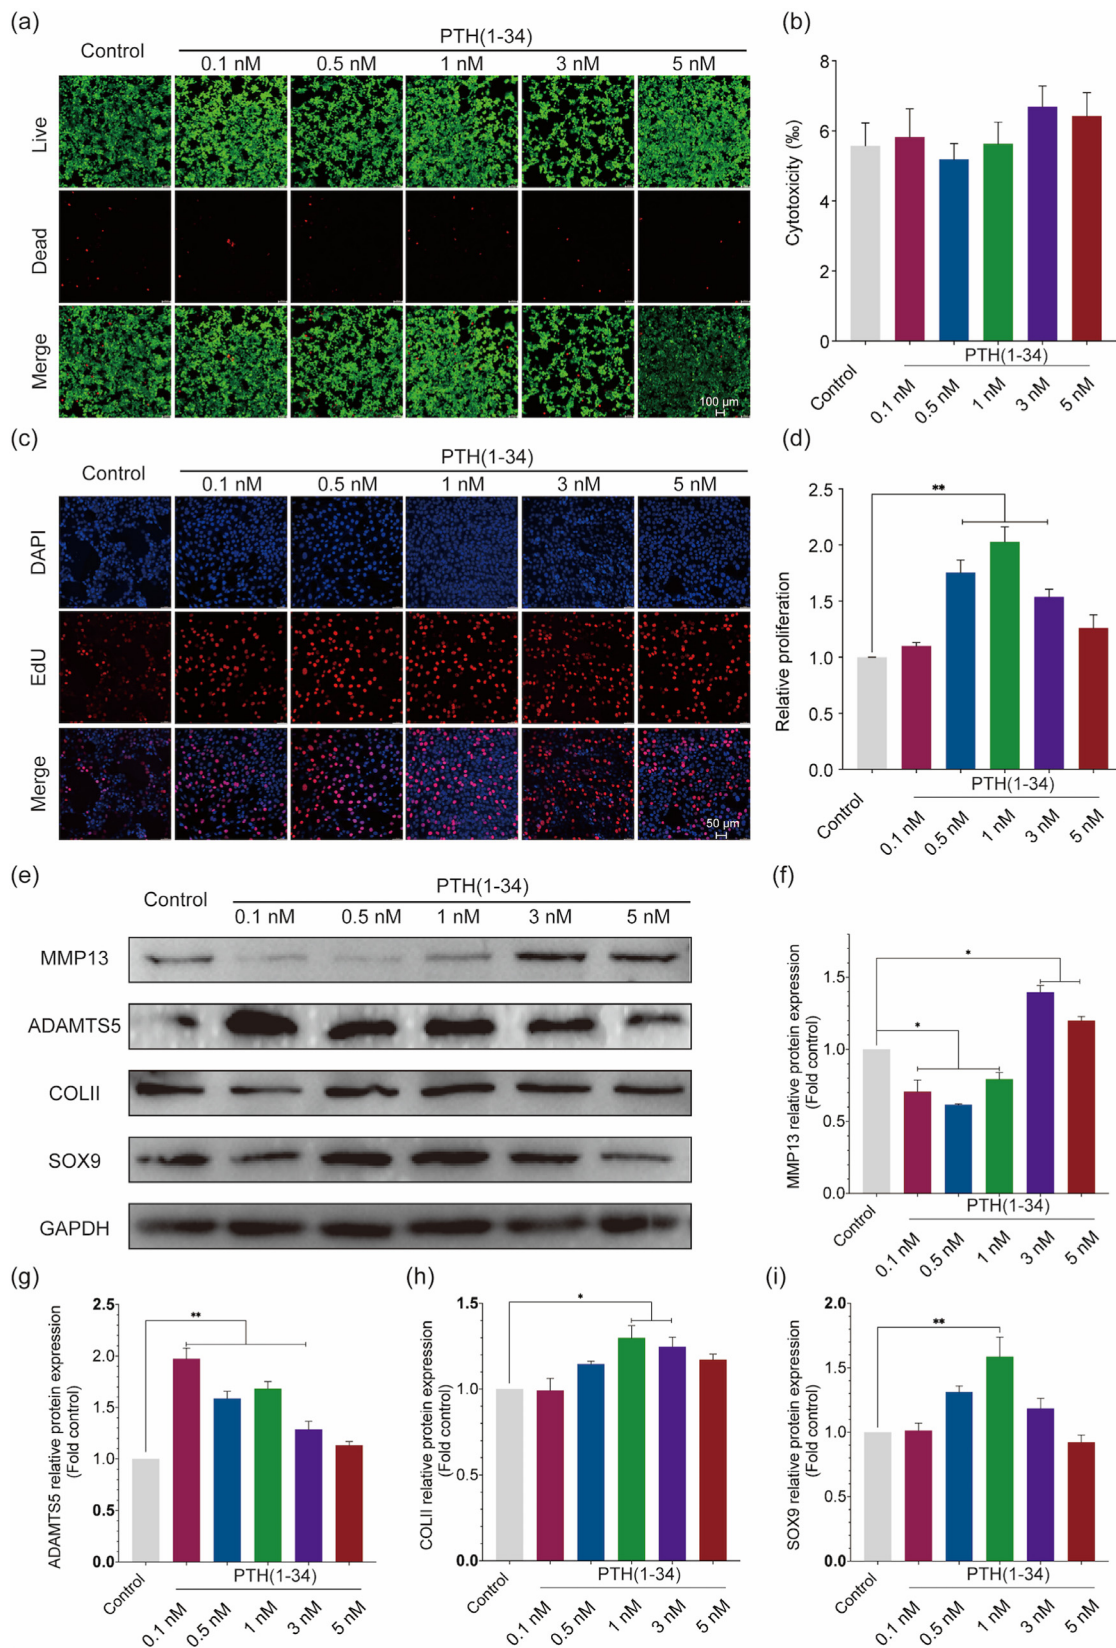 (a)
Control
PTH(1-34)
0.1 nM 0.5 nM 1 nM 3 nM 5 nM
Live
Dead
Merge
100 μm
(b)
Cytotoxicity (‰)
8
6
4
2
0
Control
PTH(1-34)
0.1 nM 0.5 nM 1 nM 3 nM 5 nM
(c)
Control
PTH(1-34)
0.1 nM 0.5 nM 1 nM 3 nM 5 nM
DAPI
EdU
Merge
50 μm
(d)
Relative proliferation
2.5
2.0
1.5
1.0
0.5
0.0
**
Control
PTH(1-34)
0.1 nM 0.5 nM 1 nM 3 nM 5 nM
(e)
Control
PTH(1-34)
0.1 nM 0.5 nM 1 nM 3 nM 5 nM
MMP13
ADAMTS5
COLII
SOX9
GAPDH
(f)
MMP13 relative protein expression
(Fold control)
1.5
1.0
0.5
0.0
*
*
Control
PTH(1-34)
0.1 nM 0.5 nM 1 nM 3 nM 5 nM
(g)
ADAMTS5 relative protein expression
(Fold control)
2.5
2.0
1.5
1.0
0.5
0.0
**
Control
PTH(1-34)
0.1 nM 0.5 nM 1 nM 3 nM 5 nM
(h)
COLII relative protein expression
(Fold control)
1.5
1.0
0.5
0.0
*
Control
PTH(1-34)
0.1 nM 0.5 nM 1 nM 3 nM 5 nM
(i)
SOX9 relative protein expression
(Fold control)
2.0
1.5
1.0
0.5
0.0
**
Control
PTH(1-34)
0.1 nM 0.5 nM 1 nM 3 nM 5 nM